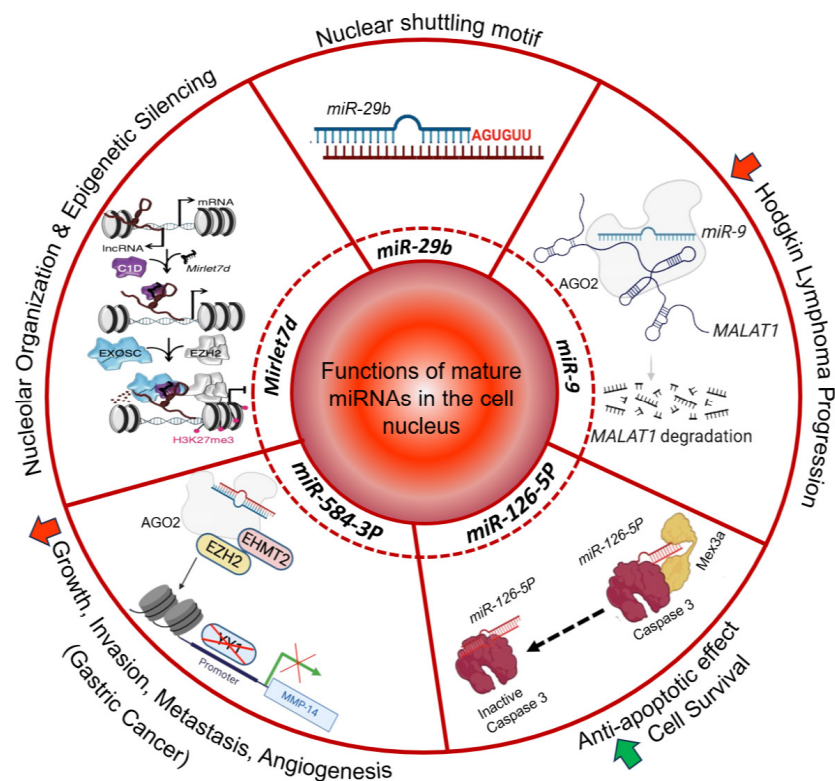 Nuclear shuttling motif
miR-29b
AGUGUU
Nucleolar Organization & Epigenetic Silencing
mRNA
lncRNA
C1D
Mirlet7d
EXOSC
EZH2
H3K27me3
Hodgkin Lymphoma Progression
miR-9
AGO2
MALAT1
MALAT1 degradation
miR-29b
Mirlet7d
miR-9
miR-584-3P
miR-126-5P
Functions of mature
miRNAs in the cell
nucleus
AGO2
EZH2
EHMT2
YY1
Promoter
MMP-14
Growth, Invasion, Metastasis, Angiogenesis
(Gastric Cancer)
miR-126-5P
Mex3a
Caspase 3
miR-126-5P
Inactive
Caspase 3
Anti-apoptotic effect
Cell Survival